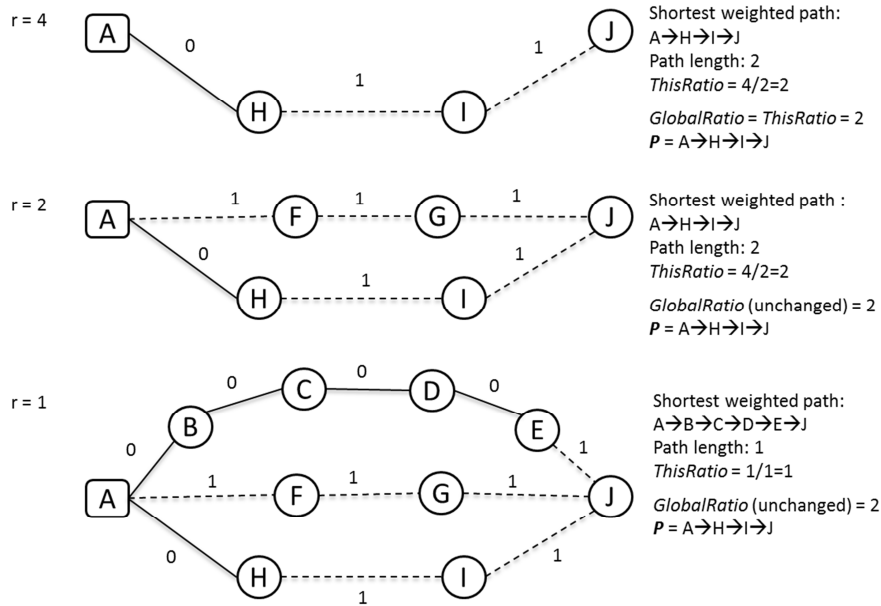 r = 4
A
0
H
1
I
1
J
Shortest weighted path:
A→H→I→J
Path length: 2
ThisRatio = 4/2=2
GlobalRatio = ThisRatio = 2
P = A→H→I→J
r = 2
A
1
F
1
G
1
J
0
H
1
I
1
Shortest weighted path :
A→H→I→J
Path length: 2
ThisRatio = 4/2=2
GlobalRatio (unchanged) = 2
P = A→H→I→J
r = 1
0
B
0
C
0
D
0
E
1
A
1
F
1
G
1
J
0
H
1
I
1
Shortest weighted path:
A→B→C→D→E→J
Path length: 1
ThisRatio = 1/1=1
GlobalRatio (unchanged) = 2
P = A→H→I→J